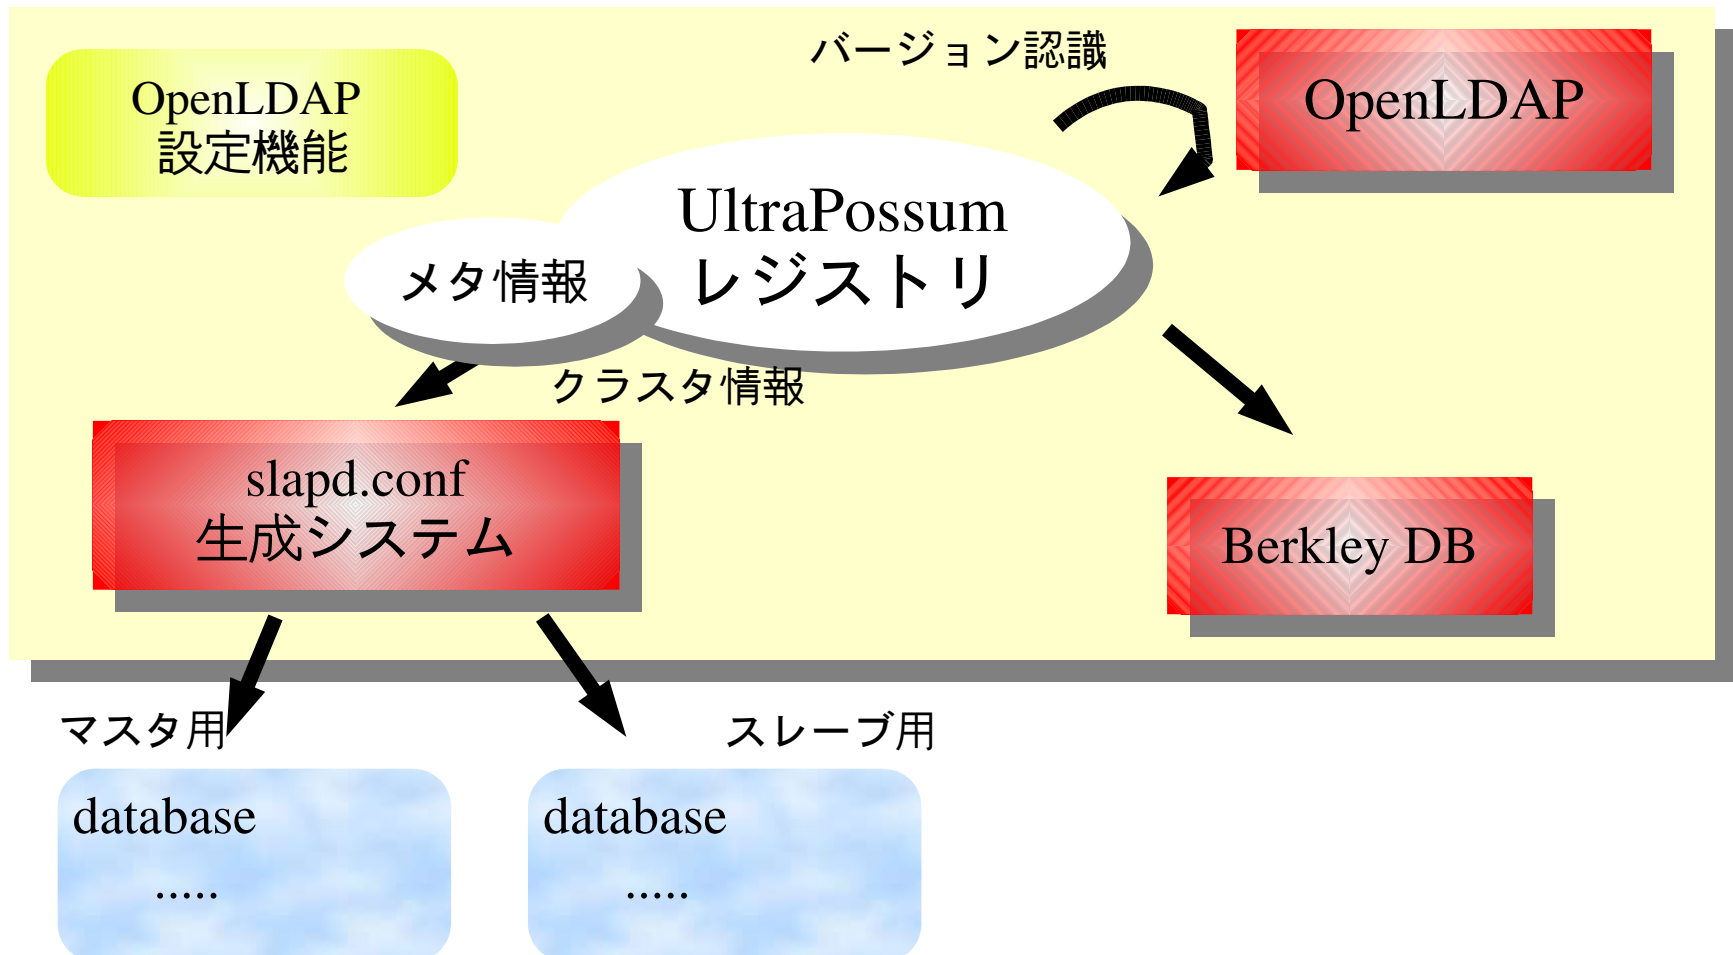 バージョン認識
OpenLDAP
設定機能
OpenLDAP
UltraPossum
レジストリ
メタ情報
クラスタ情報
slapd.conf
生成システム
Berkley DB
マスタ用
スレーブ用
database
.....
database
.....